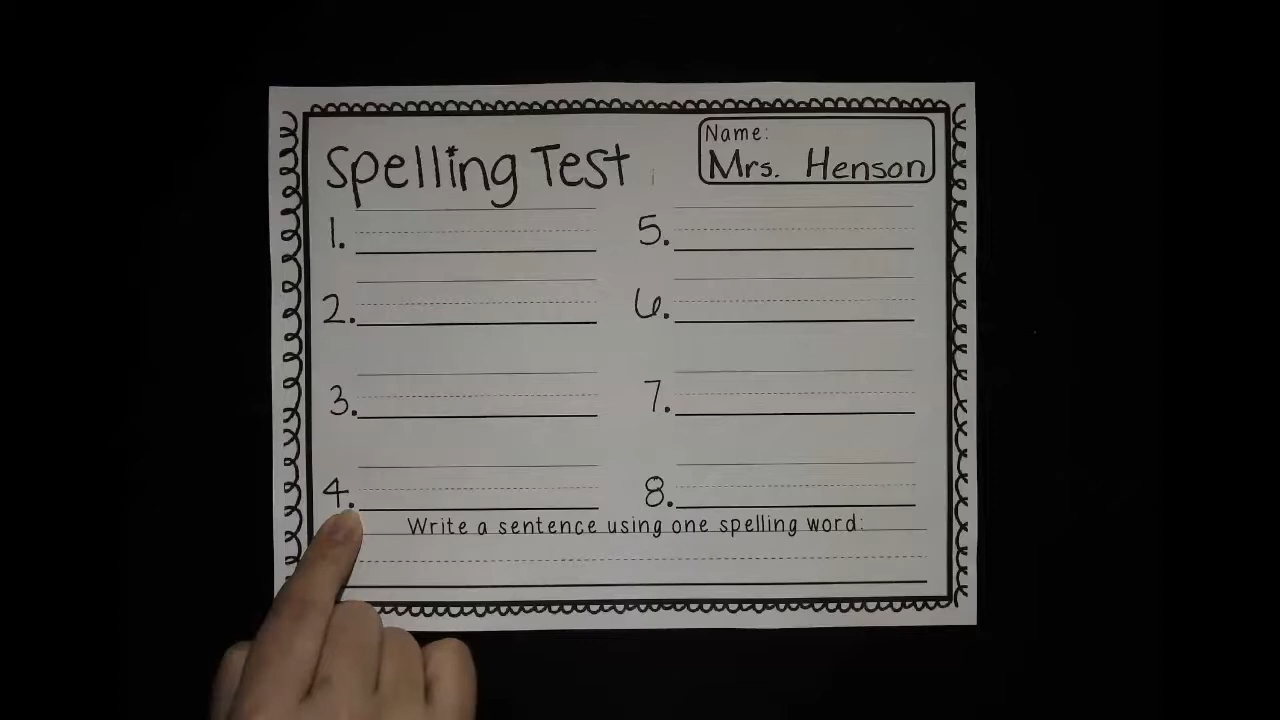 Name:
Spelling Test
Mrs. Henson
1.
2.
3.
4.
5.
6.
7.
8.
Write a sentence using one spelling word: